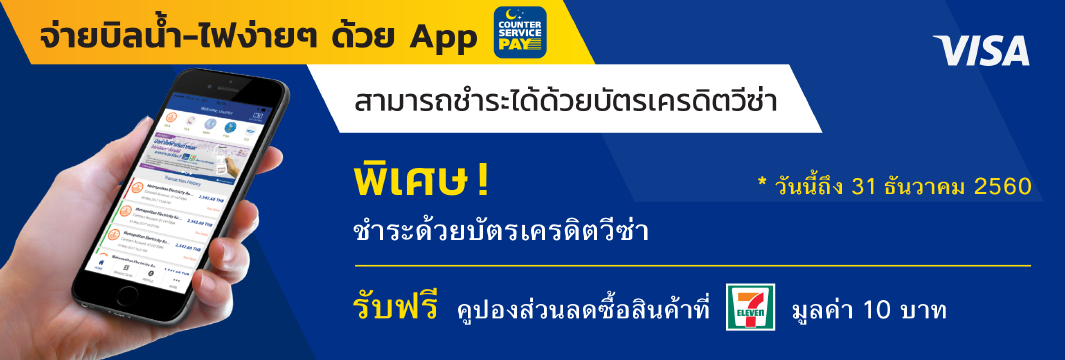 จ่ายบิลน้ำ-ไฟง่ายๆ ด้วย App COUNTER SERVICE PAY
VISA
สามารถชำระได้ด้วยบัตรเครดิตวีซ่า
พิเศษ!
* วันนี้ถึง 31 ธันวาคม 2560
ชำระด้วยบัตรเครดิตวีซ่า
รับฟรี คูปองส่วนลดซื้อสินค้าที่ 7 ELEVEN มูลค่า 10 บาท
Transaction History